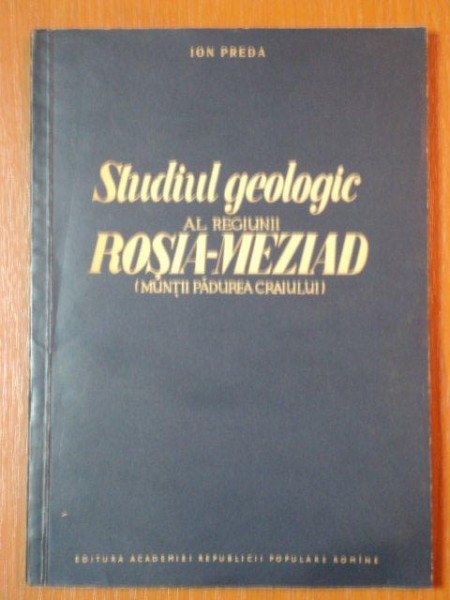 ION PREDA
Studiul geologic
AL REGIUNII
ROȘIA-MEZIAD
(MUNȚII PĂDUREA CRAIULUI)
EDITURA ACADEMIEI REPUBLICII POPULARE ROMÎNE